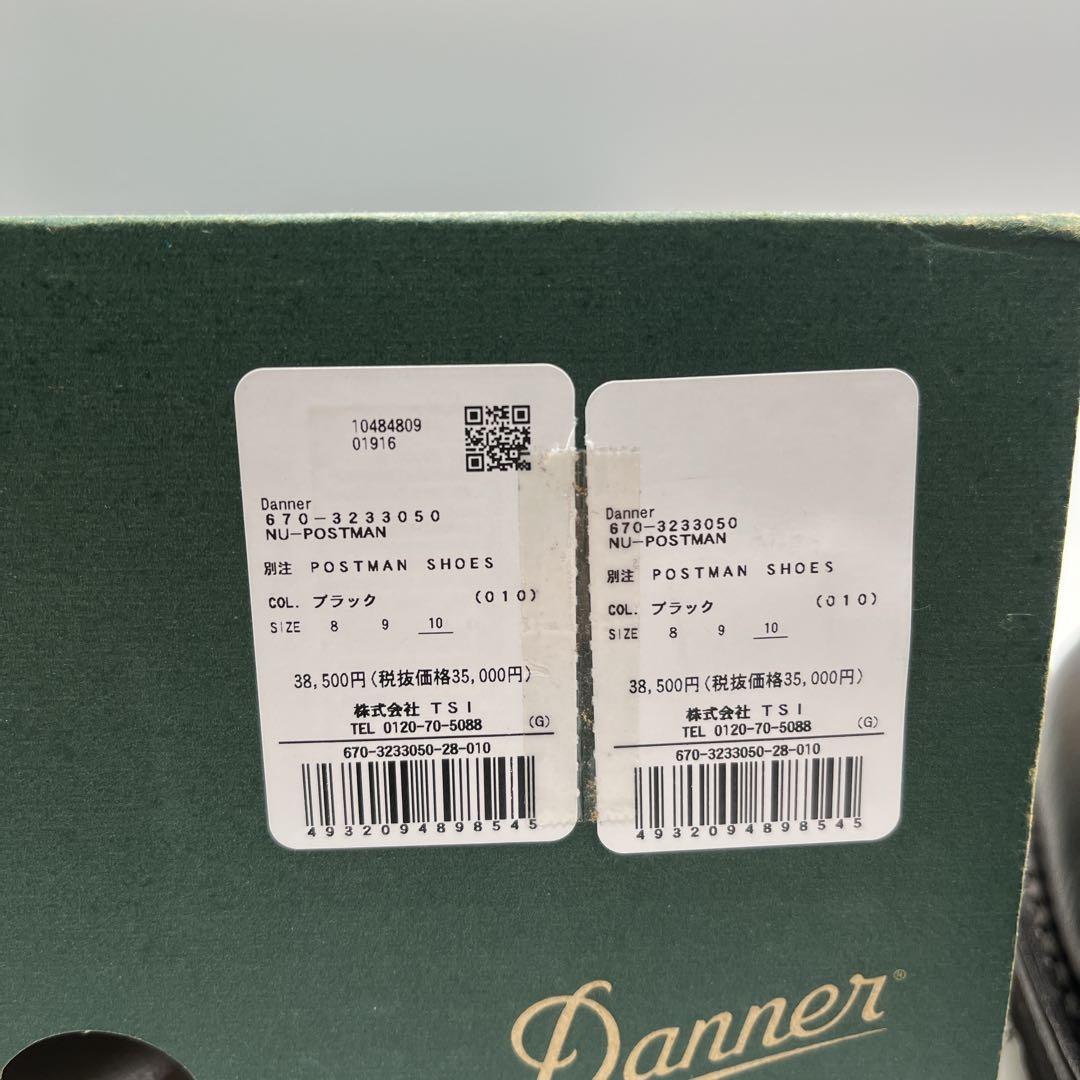 10484809
01916
Danner
670-3233050
NU-POSTMAN
別注 POSTMAN SHOES
COL. ブラック (010)
SIZE 8 9 10
38,500円(税抜価格35,000円)
株式会社 TSI
TEL 0120-70-5088 (G)
670-3233050-28-010
4932094898545
Danner
670-3233050
NU-POSTMAN
別注 POSTMAN SHOES
COL. ブラック (010)
SIZE 8 9 10
38,500円(税抜価格35,000円)
株式会社 TSI
TEL 0120-70-5088 (G)
670-3233050-28-010
4932094898545
Danner®